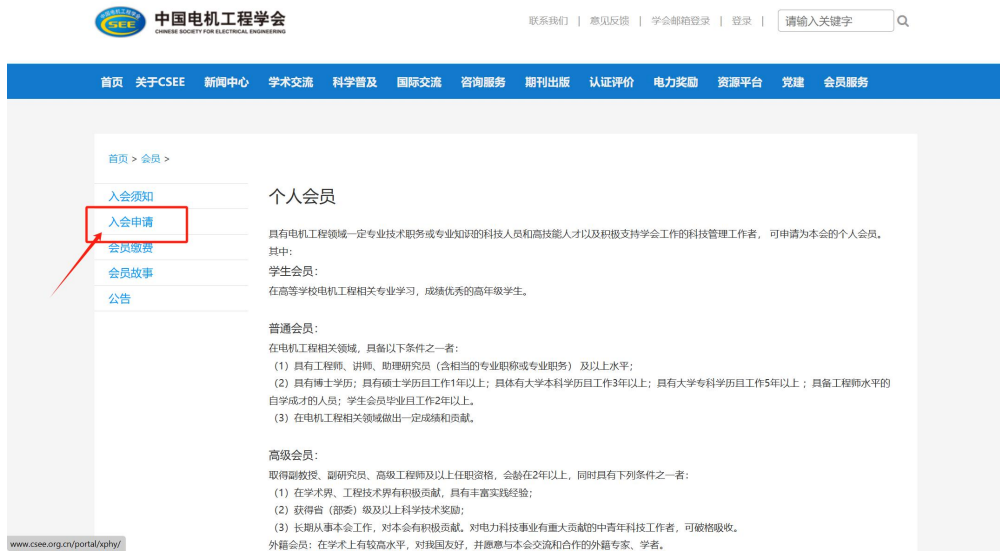 CSEE
中国电机工程学会
CHINESE SOCIETY FOR ELECTRICAL ENGINEERING
联系我们 | 意见反馈 | 学会邮箱登录 | 登录 | 请输入关键字
首页 关于CSEE 新闻中心 学术交流 科学普及 国际交流 咨询服务 期刊出版 认证评价 电力奖励 资源平台 党建 会员服务
首页 > 会员 >
入会须知
入会申请
会员缴费
会员故事
公告
个人会员
具有电机工程领域一定专业技术职务或专业知识的科技人员和高技能人才以及积极支持学会工作的科技管理工作者， 可申请为本会的个人会员。
其中：
学生会员：
在高等学校电机工程相关专业学习，成绩优秀的高年级学生。
普通会员：
在电机工程相关领域，具备以下条件之一者：
（1）具有工程师、讲师、助理研究员（含相当的专业职称或专业职务） 及以上水平；
（2）具有博士学历；具有硕士学历且工作1年以上；具体有大学本科学历且工作3年以上；具有大学专科学历且工作5年以上 ；具备工程师水平的
自学成才的人员；学生会员毕业且工作2年以上。
（3）在电机工程相关领域做出一定成绩和贡献。
高级会员：
取得副教授、副研究员、高级工程师及以上任职资格，会龄在2年以上，同时具有下列条件之一者：
（1）在学术界、工程技术界有积极贡献，具有丰富实践经验；
（2）获得省（部委）级及以上科学技术奖励；
（3）长期从事本会工作，对本会有积极贡献。对电力科技事业有重大贡献的中青年科技工作者，可破格吸收。
外籍会员：在学术上有较高水平，对我国友好，并愿意与本会交流和合作的外籍专家、学者。
www.csee.org.cn/portal/xphy/